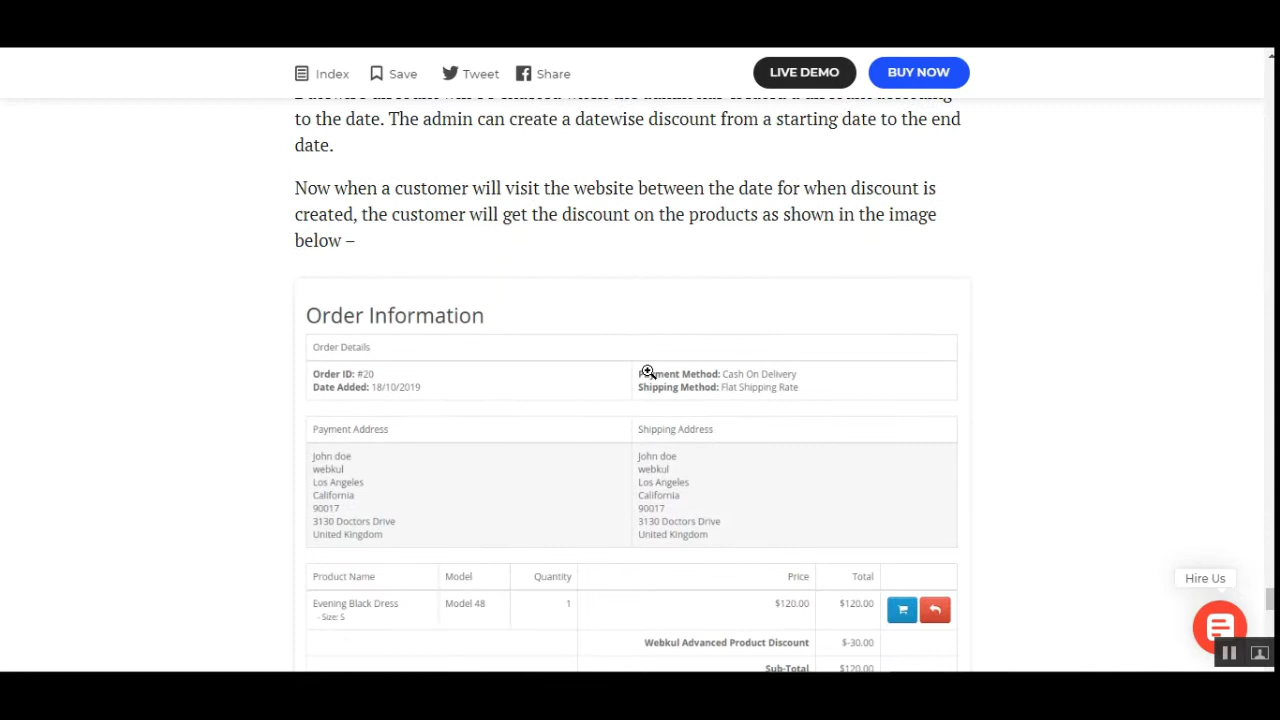 Index Save Tweet Share LIVE DEMO BUY NOW
to the date. The admin can create a datewise discount from a starting date to the end
date.
Now when a customer will visit the website between the date for when discount is
created, the customer will get the discount on the products as shown in the image
below –
Order Information
Order Details
Order ID: #20
Date Added: 18/10/2019
Method: Cash On Delivery
Shipping Method: Flat Shipping Rate
Payment Address Shipping Address
John doe John doe
webkul webkul
Los Angeles Los Angeles
California California
90017 90017
3130 Doctors Drive 3130 Doctors Drive
United Kingdom United Kingdom
Product Name Model Quantity Price Total
Evening Black Dress Model 48 1 $120.00 $120.00
- Size: S
Webkul Advanced Product Discount $-30.00
Sub-Total $120.00
Hire Us